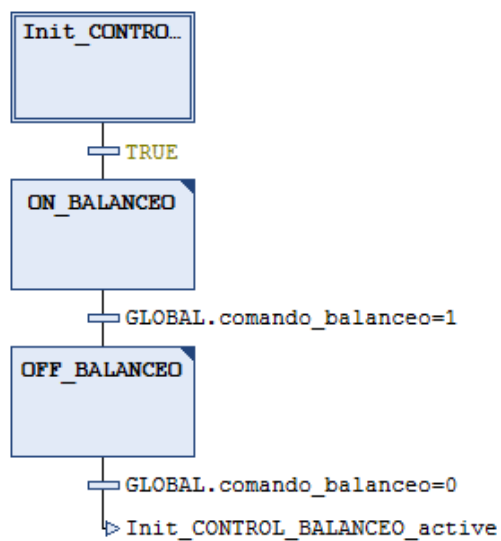 Init_CONTRO…
TRUE
ON_BALANCEO
GLOBAL.comando_balanceo=1
OFF_BALANCEO
GLOBAL.comando_balanceo=0
Init_CONTROL_BALANCEO_active